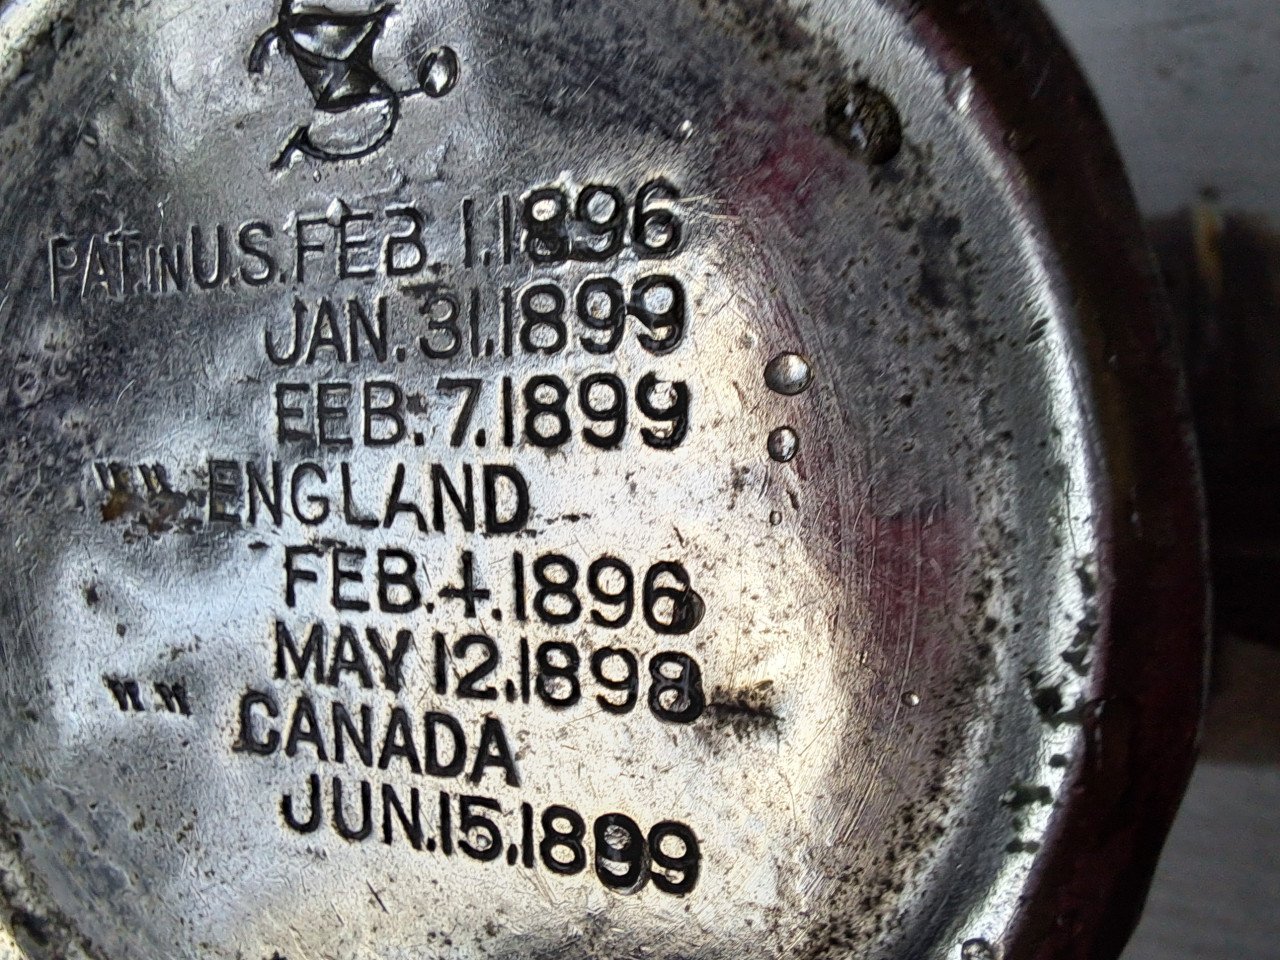 PAT. IN U.S. FEB. 1. 1896
JAN. 31. 1899
FEB. 7. 1899
" " ENGLAND
FEB. 4. 1896
MAY 12. 1898
" " CANADA
JUN. 15. 1899